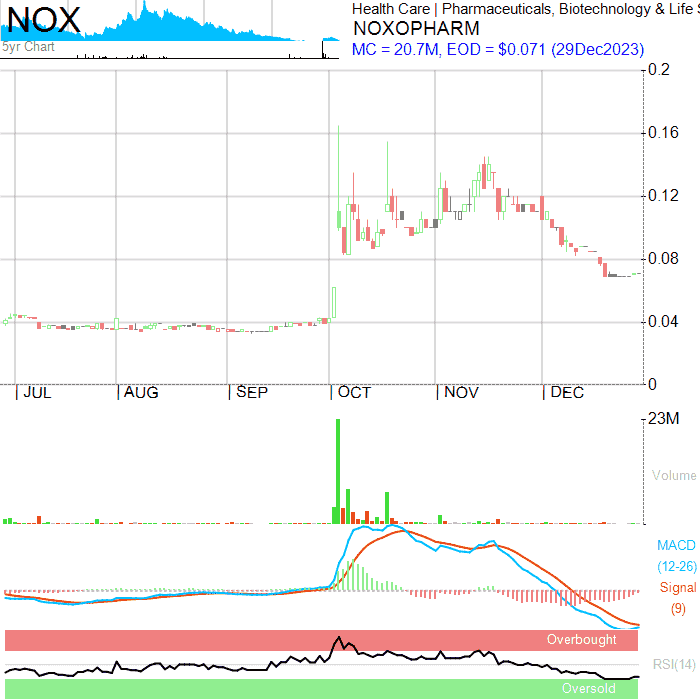 NOX
5yr Chart
Health Care | Pharmaceuticals, Biotechnology & Life S
NOXOPHARM
MC = 20.7M, EOD = $0.071 (29Dec2023)
0.2
0.16
0.12
0.08
0.04
0
JUL
AUG
SEP
OCT
NOV
DEC
23M
Volume
MACD
(12-26)
Signal
(9)
Overbought
RSI(14)
Oversold